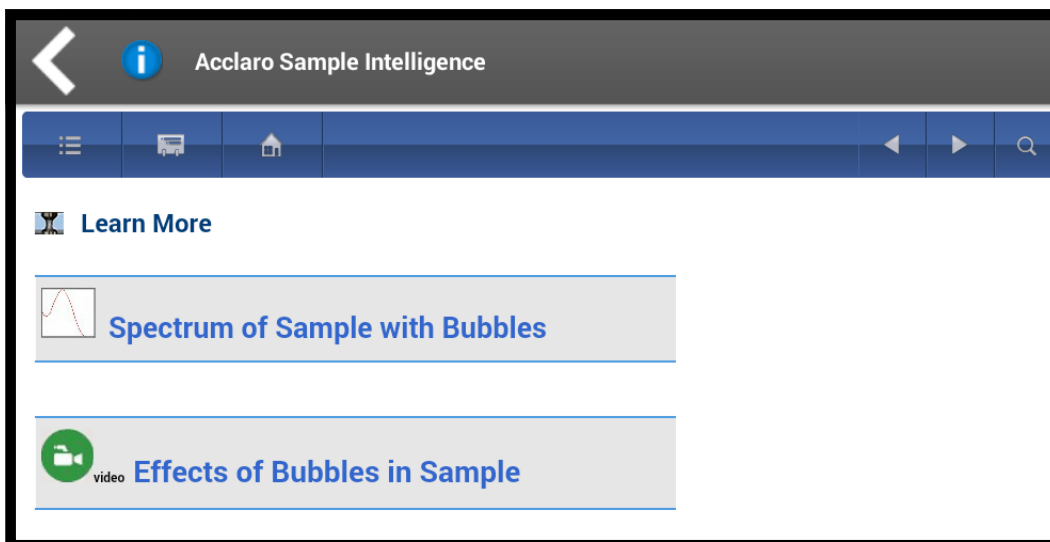 Acclaro Sample Intelligence
Learn More
Spectrum of Sample with Bubbles
video Effects of Bubbles in Sample